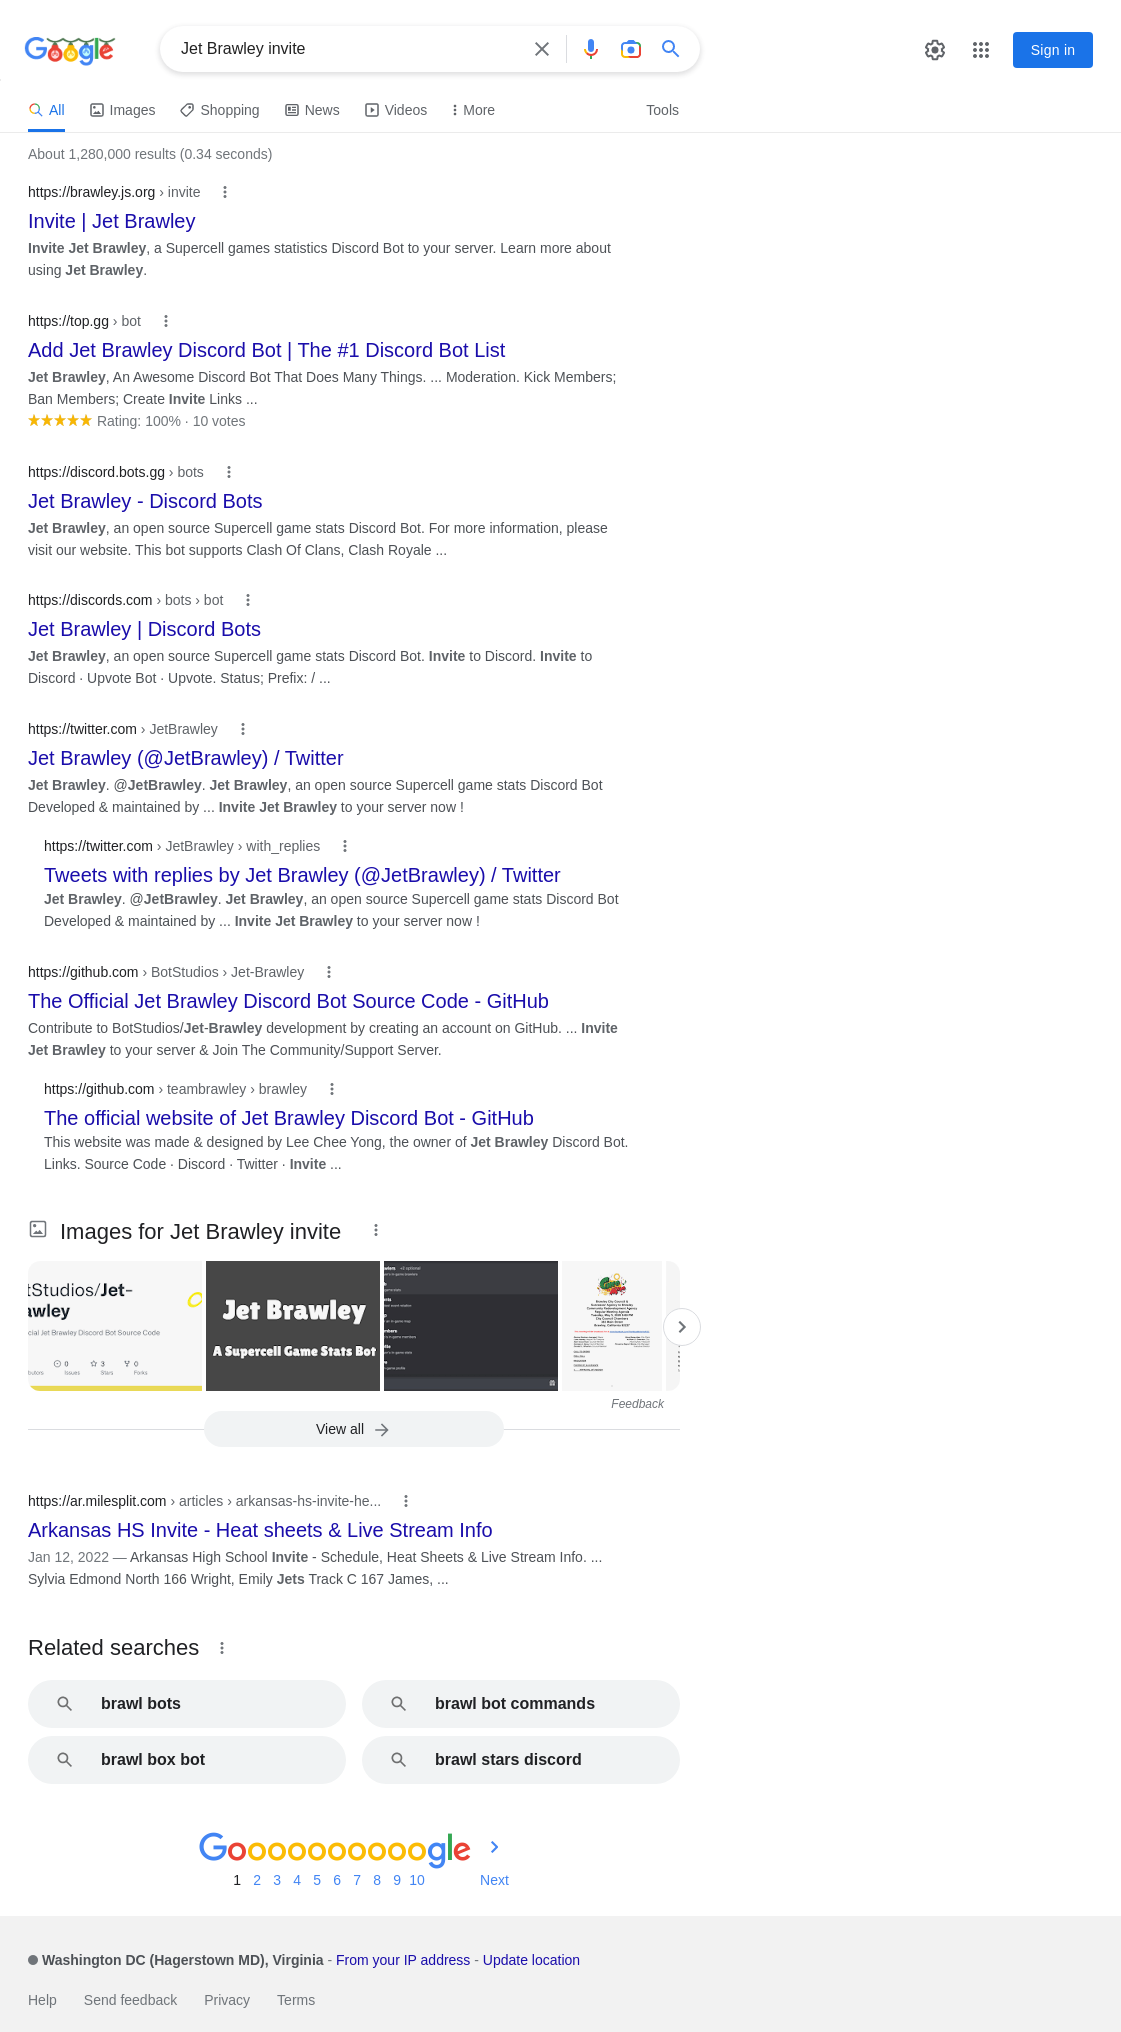 Google
Jet Brawley invite
Sign in
All Images Shopping News Videos More Tools
About 1,280,000 results (0.34 seconds)
https://brawley.js.org › invite
Invite | Jet Brawley
Invite Jet Brawley, a Supercell games statistics Discord Bot to your server. Learn more about
using Jet Brawley.
https://top.gg › bot
Add Jet Brawley Discord Bot | The #1 Discord Bot List
Jet Brawley, An Awesome Discord Bot That Does Many Things. ... Moderation. Kick Members;
Ban Members; Create Invite Links ...
Rating: 100% · 10 votes
https://discord.bots.gg › bots
Jet Brawley - Discord Bots
Jet Brawley, an open source Supercell game stats Discord Bot. For more information, please
visit our website. This bot supports Clash Of Clans, Clash Royale ...
https://discords.com › bots › bot
Jet Brawley | Discord Bots
Jet Brawley, an open source Supercell game stats Discord Bot. Invite to Discord. Invite to
Discord · Upvote Bot · Upvote. Status; Prefix: / ...
https://twitter.com › JetBrawley
Jet Brawley (@JetBrawley) / Twitter
Jet Brawley. @JetBrawley. Jet Brawley, an open source Supercell game stats Discord Bot
Developed & maintained by ... Invite Jet Brawley to your server now !
https://twitter.com › JetBrawley › with_replies
Tweets with replies by Jet Brawley (@JetBrawley) / Twitter
Jet Brawley. @JetBrawley. Jet Brawley, an open source Supercell game stats Discord Bot
Developed & maintained by ... Invite Jet Brawley to your server now !
https://github.com › BotStudios › Jet-Brawley
The Official Jet Brawley Discord Bot Source Code - GitHub
Contribute to BotStudios/Jet-Brawley development by creating an account on GitHub. ... Invite
Jet Brawley to your server & Join The Community/Support Server.
https://github.com › teambrawley › brawley
The official website of Jet Brawley Discord Bot - GitHub
This website was made & designed by Lee Chee Yong, the owner of Jet Brawley Discord Bot.
Links. Source Code · Discord · Twitter · Invite ...
Images for Jet Brawley invite
tStudios/Jet-
awley
cial Jet Brawley Discord Bot Source Code
0 3 0
butors Issues Stars Forks
Jet Brawley
A Supercell Game Stats Bot
Feedback
View all
https://ar.milesplit.com › articles › arkansas-hs-invite-he...
Arkansas HS Invite - Heat sheets & Live Stream Info
Jan 12, 2022 — Arkansas High School Invite - Schedule, Heat Sheets & Live Stream Info. ...
Sylvia Edmond North 166 Wright, Emily Jets Track C 167 James, ...
Related searches
brawl bots
brawl bot commands
brawl box bot
brawl stars discord
Goooooooooogle
1 2 3 4 5 6 7 8 9 10 Next
Washington DC (Hagerstown MD), Virginia - From your IP address - Update location
Help Send feedback Privacy Terms